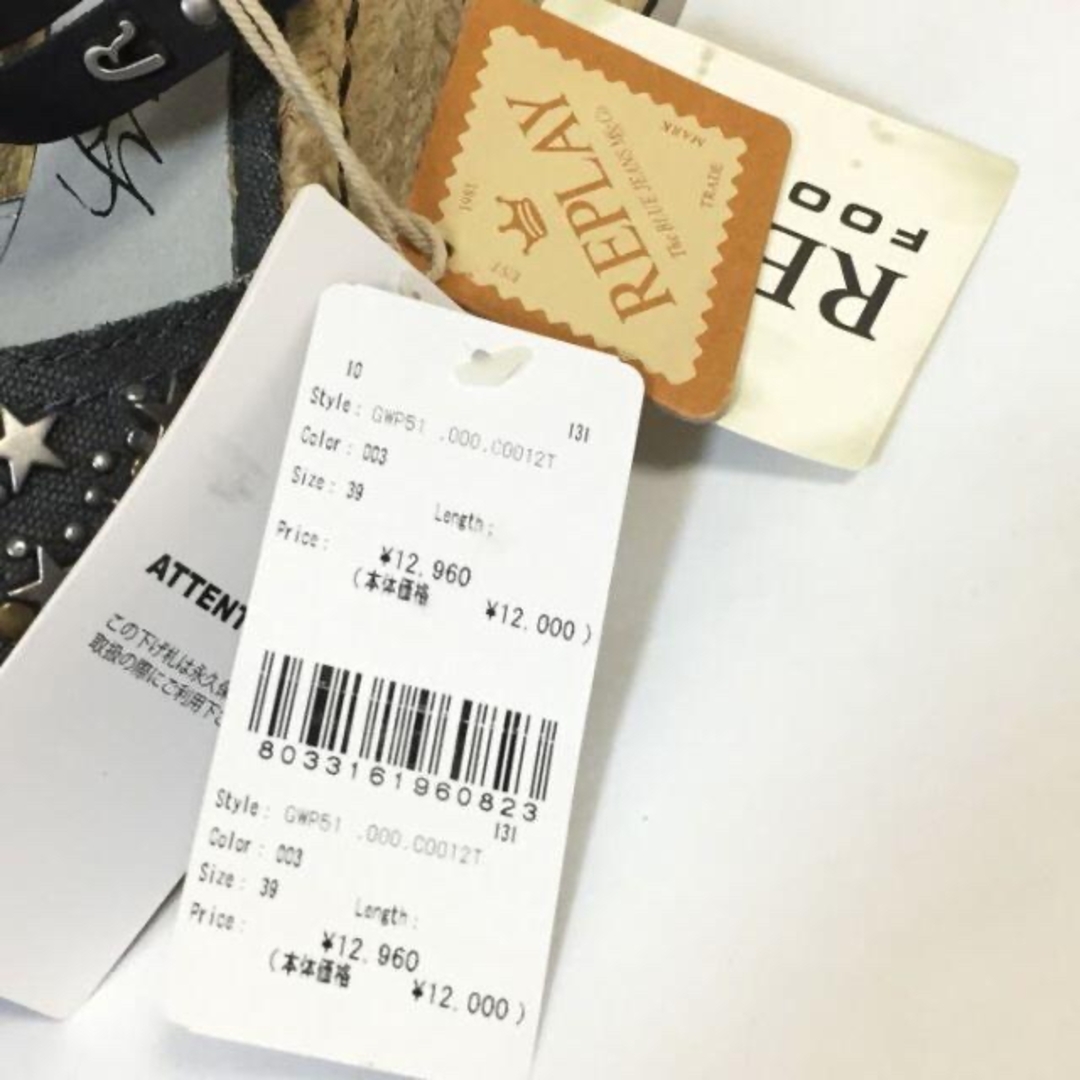 R
REPLAY
The BLUE JEANS MFG Co
EST
1981
TRADE
MARK
RE
FOO
10
Style: GWP51 .000.C0012T
131
Color: 003
Size: 39
Length:
Price: ¥12,960
(本体価格 ¥12,000)
8033161960823
Style: GWP51 .000.C0012T
131
Color: 003
Size: 39
Length:
Price: ¥12,960
(本体価格 ¥12,000)
ATTENT
この下げ札は永久保
取扱の際にご利用下さ